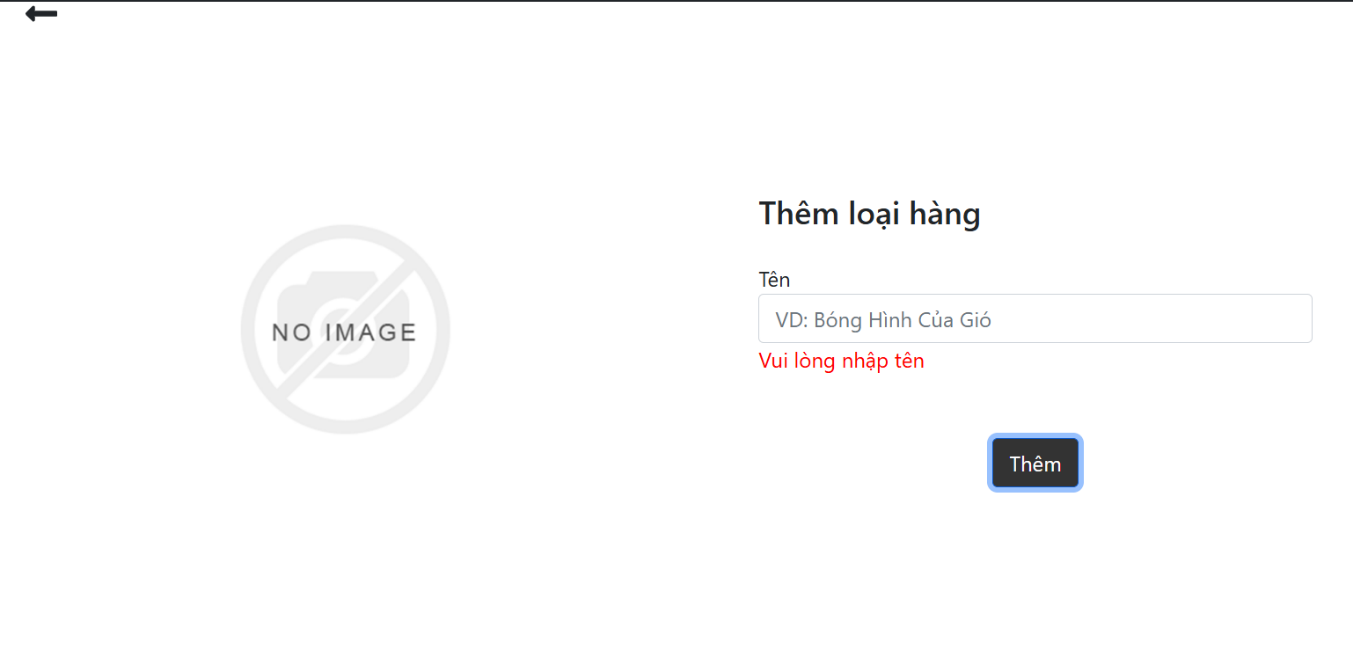 NO IMAGE
Thêm loại hàng
Tên
VD: Bóng Hình Của Gió
Vui lòng nhập tên
Thêm